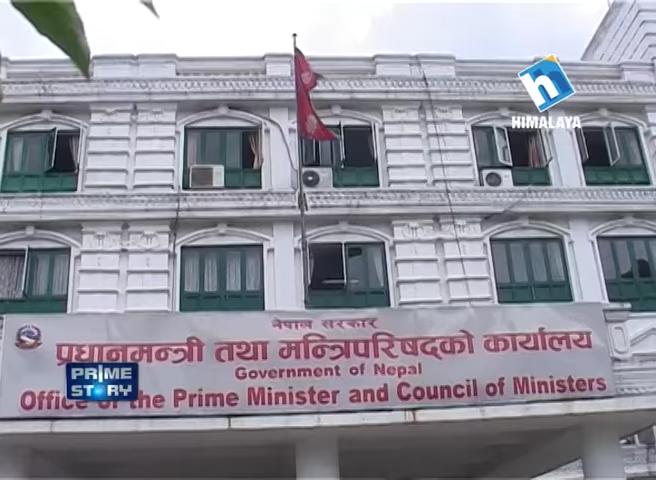 h
HIMALAYA
नेपाल सरकार
प्रधानमन्त्री तथा मन्त्रिपरिषद्को कार्यालय
Government of Nepal
Office of the Prime Minister and Council of Ministers
PRIME
STORY